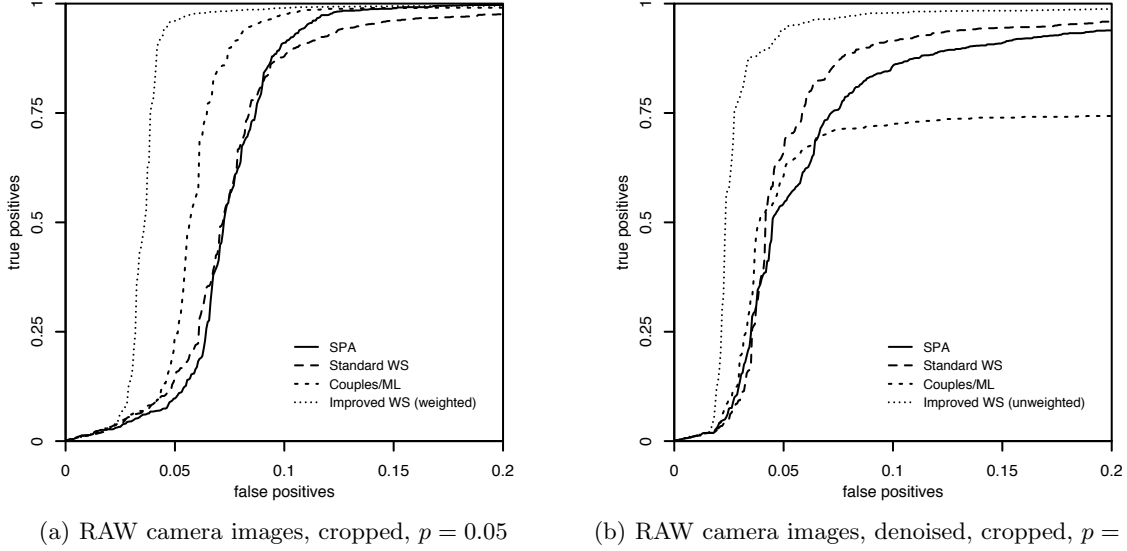 1
0.75
0.5
0.25
0
true positives
SPA
Standard WS
Couples/ML
Improved WS (weighted)
0 0.05 0.1 0.15 0.2
false positives
(a) RAW camera images, cropped, p = 0.05
1
0.75
0.5
0.25
0
true positives
SPA
Standard WS
Couples/ML
Improved WS (unweighted)
0 0.05 0.1 0.15 0.2
false positives
(b) RAW camera images, denoised, cropped, p =